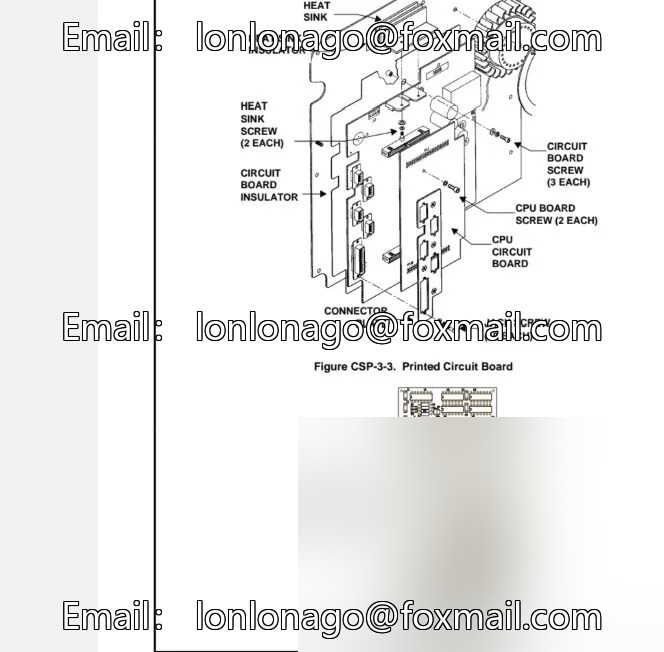 HEAT
SINK
Email： lonlonago@foxmail.com
INSULATOR
HEAT
SINK
SCREW
(2 EACH)
CIRCUIT
BOARD
SCREW
(3 EACH)
CIRCUIT
BOARD
INSULATOR
CPU BOARD
SCREW (2 EACH)
CPU
CIRCUIT
BOARD
CONNECTOR
Email： lonlonago@foxmail.com
Figure CSP-3-3. Printed Circuit Board
Email： lonlonago@foxmail.com